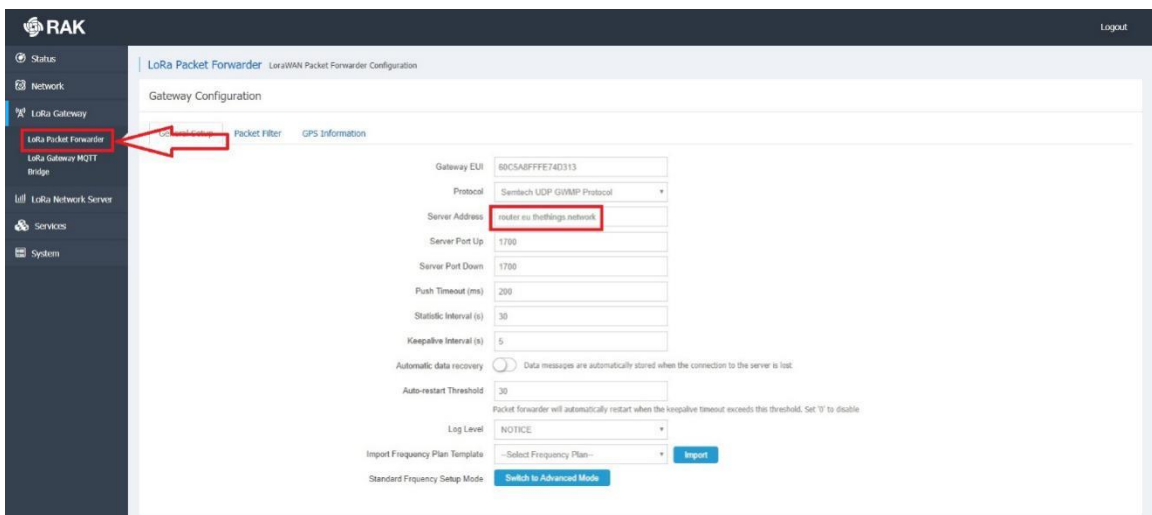 RAK
Logout
Status
Network
LoRa Gateway
LoRa Packet Forwarder
LoRa Gateway MQTT
Bridge
LoRa Network Server
Services
System
LoRa Packet Forwarder LoraWAN Packet Forwarder Configuration
Gateway Configuration
General Setup Packet Filter GPS Information
Gateway EUI 60C5A8FFFE74D313
Protocol Semtech UDP GWMP Protocol
Server Address router.eu.thethings.network
Server Port Up 1700
Server Port Down 1700
Push Timeout (ms) 200
Statistic Interval (s) 30
Keepalive Interval (s) 5
Automatic data recovery Data messages are automatically stored when the connection to the server is lost.
Auto-restart Threshold 30
Packet forwarder will automatically restart when the keepalive timeout exceeds this threshold. Set '0' to disable
Log Level NOTICE
Import Frequency Plan Template --Select Frequency Plan-- Import
Standard Frquency Setup Mode Switch to Advanced Mode